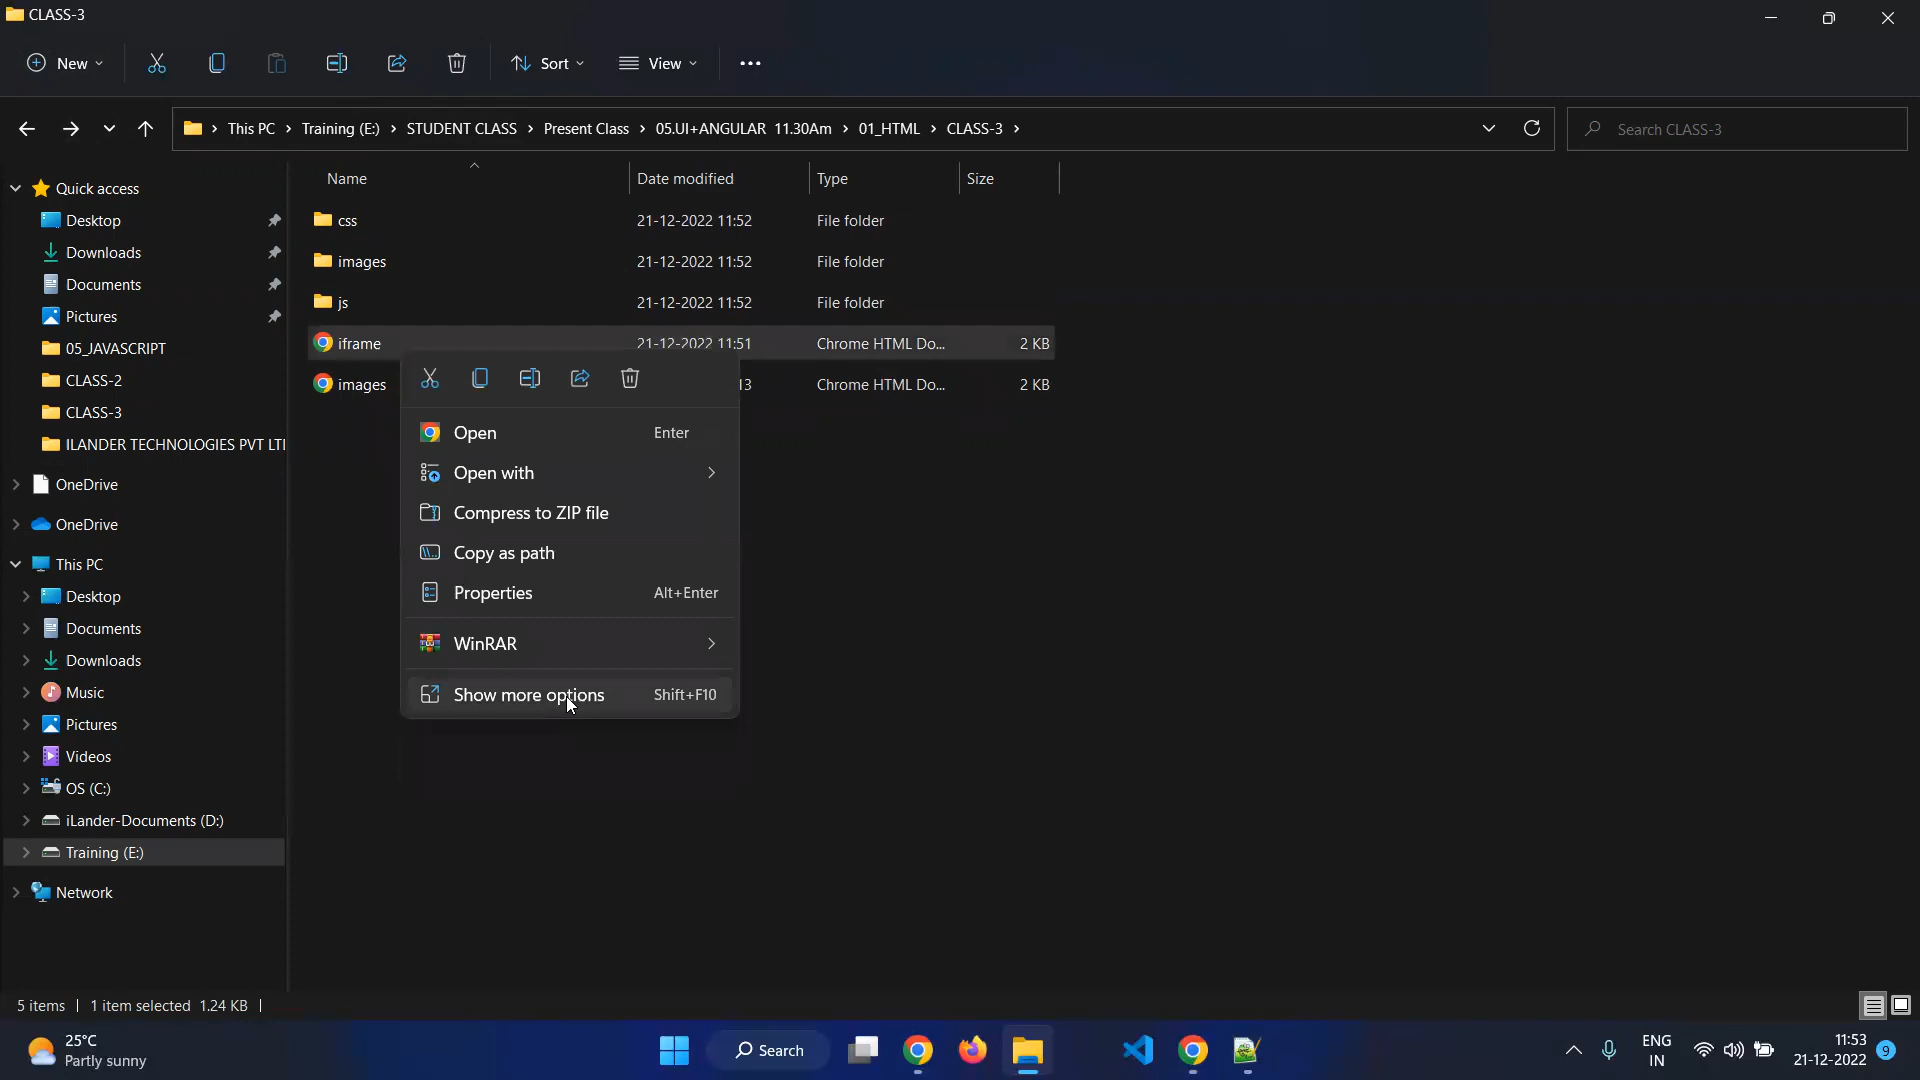 CLASS-3
New
Sort
View
This PC
Training (E:)
STUDENT CLASS
Present Class
05.UI+ANGULAR 11.30Am
01_HTML
CLASS-3
Search CLASS-3
Name
Date modified
Type
Size
Quick access
Desktop
Downloads
Documents
Pictures
05_JAVASCRIPT
CLASS-2
CLASS-3
ILANDER TECHNOLOGIES PVT LTI
OneDrive
OneDrive
This PC
Desktop
Documents
Downloads
Music
Pictures
Videos
OS (C:)
iLander-Documents (D:)
Training (E:)
Network
css 21-12-2022 11:52 File folder
images 21-12-2022 11:52 File folder
js 21-12-2022 11:52 File folder
iframe 21-12-2022 11:51 Chrome HTML Do... 2 KB
images 13 Chrome HTML Do... 2 KB
Open Enter
Open with
Compress to ZIP file
Copy as path
Properties Alt+Enter
WinRAR
Show more options Shift+F10
5 items 1 item selected 1.24 KB
25°C
Partly sunny
Search
ENG
IN
11:53
21-12-2022
9